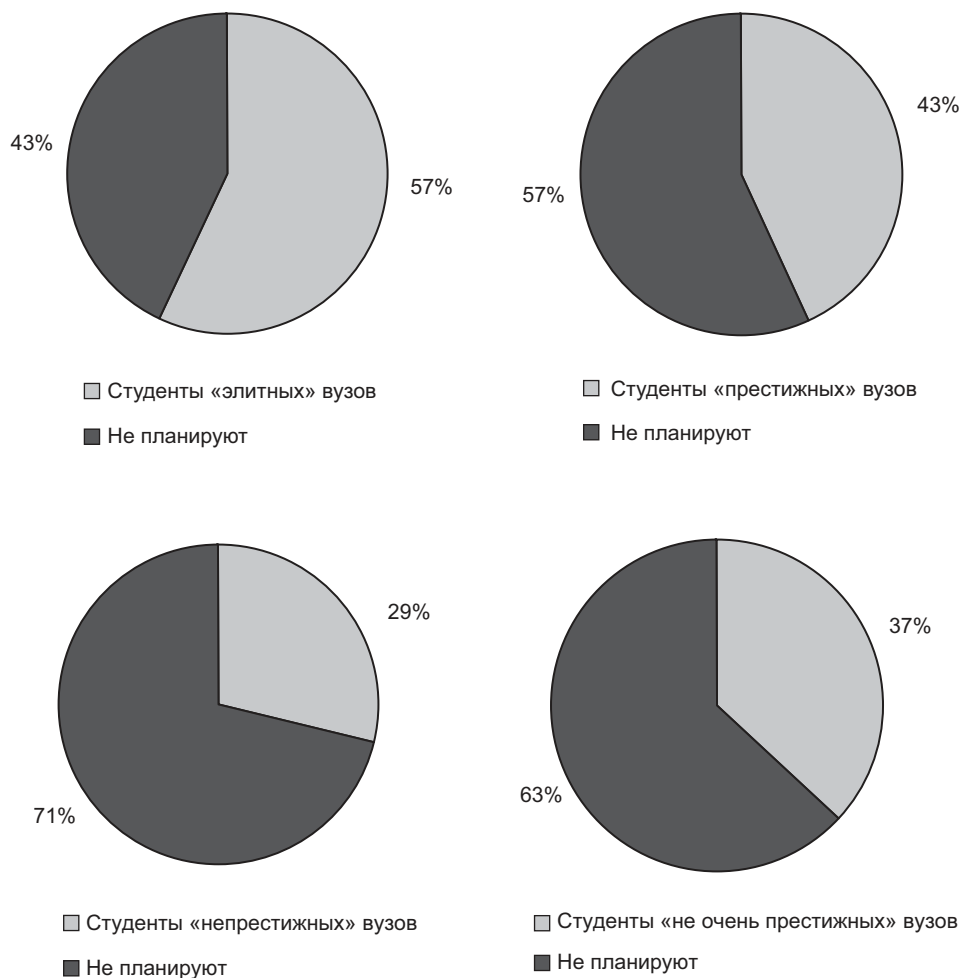 43%
57%
Студенты «элитных» вузов
Не планируют
43%
57%
Студенты «престижных» вузов
Не планируют
29%
71%
Студенты «непрестижных» вузов
Не планируют
37%
63%
Студенты «не очень престижных» вузов
Не планируют